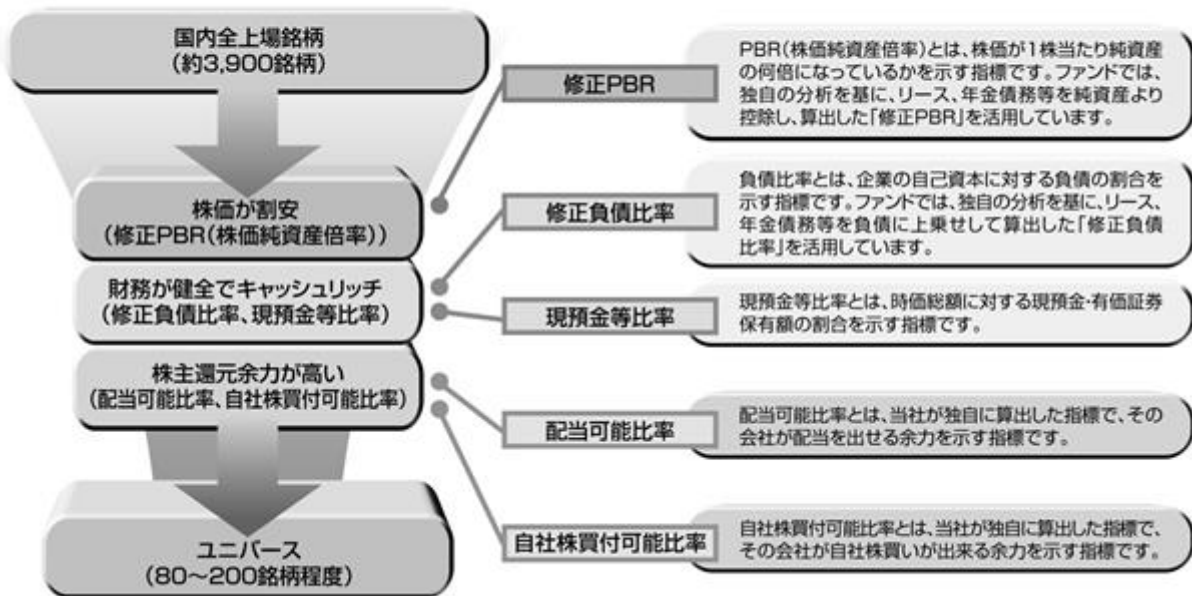 国内全上場銘柄
(約3,900銘柄)
株価が割安
(修正PBR(株価純資産倍率))
財務が健全でキャッシュリッチ
(修正負債比率、現預金等比率)
株主還元余力が高い
(配当可能比率、自社株買付可能比率)
ユニバース
(80～200銘柄程度)
修正PBR
PBR(株価純資産倍率)とは、株価が1株当たり純資産
の何倍になっているかを示す指標です。ファンドでは、
独自の分析を基に、リース、年金債務等を純資産より
控除し、算出した「修正PBR」を活用しています。
修正負債比率
負債比率とは、企業の自己資本に対する負債の割合を
示す指標です。ファンドでは、独自の分析を基に、リース、
年金債務等を負債に上乗せして算出した「修正負債
比率」を活用しています。
現預金等比率
現預金等比率とは、時価総額に対する現預金・有価証券
保有額の割合を示す指標です。
配当可能比率
配当可能比率とは、当社が独自に算出した指標で、その
会社が配当を出せる余力を示す指標です。
自社株買付可能比率
自社株買付可能比率とは、当社が独自に算出した指標で、
その会社が自社株買いが出来る余力を示す指標です。